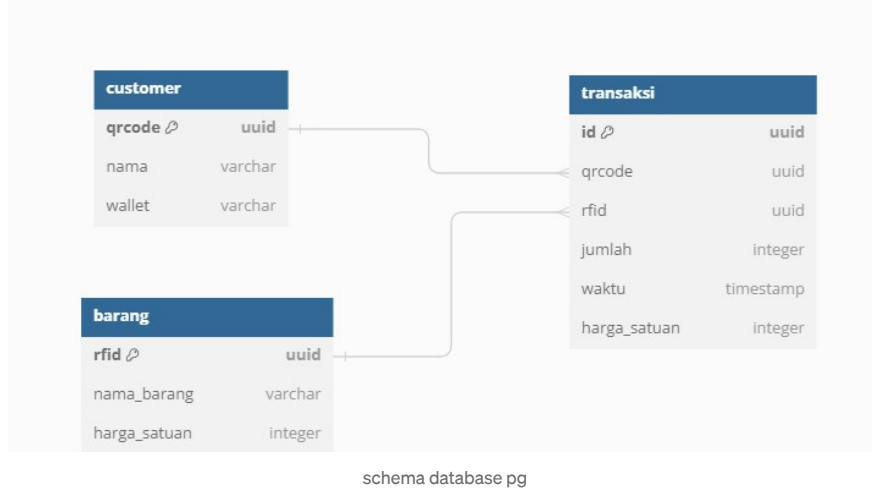 customer
qrcode uuid
nama varchar
wallet varchar
transaksi
id uuid
qrcode uuid
rfid uuid
jumlah integer
waktu timestamp
harga_satuan integer
barang
rfid uuid
nama_barang varchar
harga_satuan integer
schema database pg